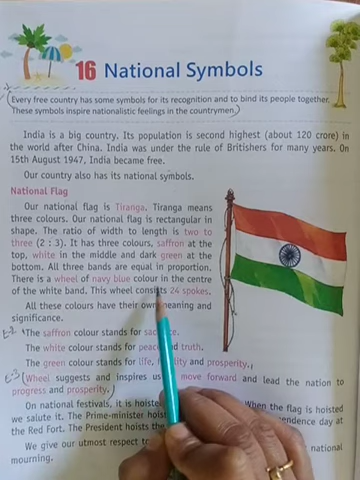 16 National Symbols
Every free country has some symbols for its recognition and to bind its people together.
These symbols inspire nationalistic feelings in the countrymen.
India is a big country. Its population is second highest (about 120 crore) in
the world after China. India was under the rule of Britishers for many years. On
15th August 1947, India became free.
Our country also has its national symbols.
National Flag
Our national flag is Tiranga. Tiranga means
three colours. Our national flag is rectangular in
shape. The ratio of width to length is two to
three (2 : 3). It has three colours, saffron at the
top, white in the middle and dark green at the
bottom. All three bands are equal in proportion.
There is a wheel of navy blue colour in the centre
of the white band. This wheel consists 24 spokes.
All these colours have their own meaning and
significance.
E-2 The saffron colour stands for
The white colour stands for peace and truth.
The green colour stands for life, and prosperity.
E-3 Wheel suggests and inspires us move forward and lead the nation to
progress and prosperity.
On national festivals, it is hoisted When the flag is hoisted
we salute it. The Prime-minister day at
the Red Fort. The President hoists
We give our utmost respect to national
mourning.